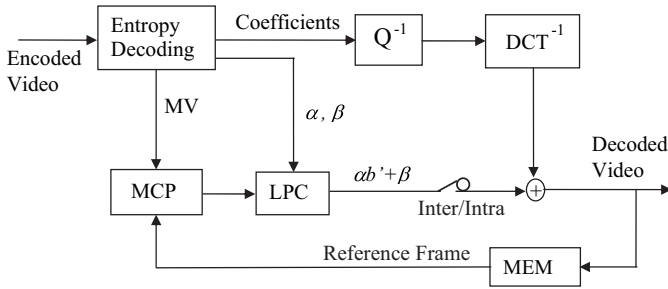 Encoded
Video
Entropy
Decoding
Coefficients
Q⁻¹
DCT⁻¹
MV
α, β
Decoded
Video
MCP
LPC
αb’+β
+
Inter/Intra
Reference Frame
MEM